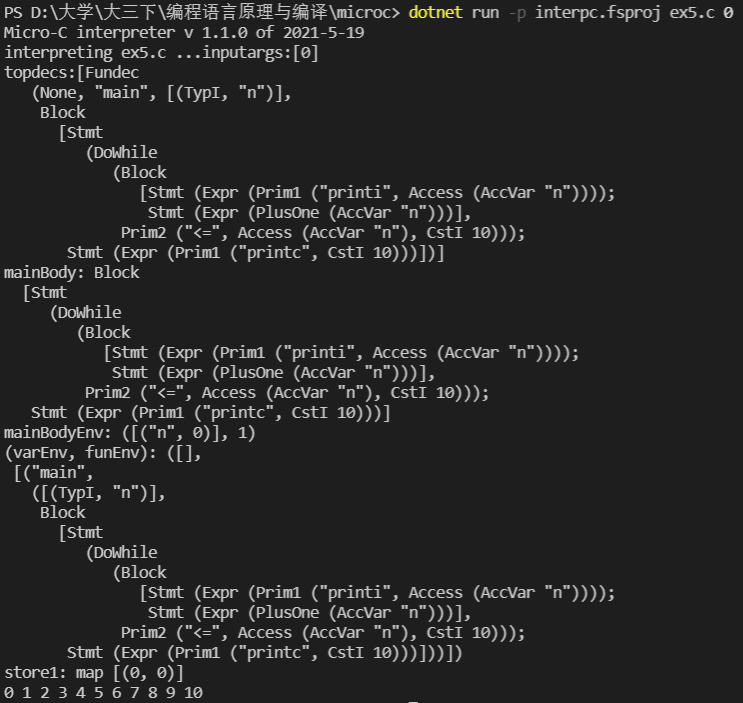 PS D:\大学\大三下\编程语言原理与编译\microc> dotnet run -p interpc.fsproj ex5.c 0
Micro-C interpreter v 1.1.0 of 2021-5-19
interpreting ex5.c ...inputargs:[0]
topdecs:[Fundec
   (None, "main", [(TypI, "n")],
    Block
      [Stmt
         (DoWhile
            (Block
               [Stmt (Expr (Prim1 ("printi", Access (AccVar "n"))));
                Stmt (Expr (PlusOne (AccVar "n")))],
             Prim2 ("<=", Access (AccVar "n"), CstI 10)));
       Stmt (Expr (Prim1 ("printc", CstI 10)))])]
mainBody: Block
  [Stmt
     (DoWhile
        (Block
           [Stmt (Expr (Prim1 ("printi", Access (AccVar "n"))));
            Stmt (Expr (PlusOne (AccVar "n")))],
         Prim2 ("<=", Access (AccVar "n"), CstI 10)));
   Stmt (Expr (Prim1 ("printc", CstI 10)))]
mainBodyEnv: ([("n", 0)], 1)
(varEnv, funEnv): ([],
 [("main",
   ([(TypI, "n")],
    Block
      [Stmt
         (DoWhile
            (Block
               [Stmt (Expr (Prim1 ("printi", Access (AccVar "n"))));
                Stmt (Expr (PlusOne (AccVar "n")))],
             Prim2 ("<=", Access (AccVar "n"), CstI 10)));
       Stmt (Expr (Prim1 ("printc", CstI 10)))]))])
store1: map [(0, 0)]
0 1 2 3 4 5 6 7 8 9 10